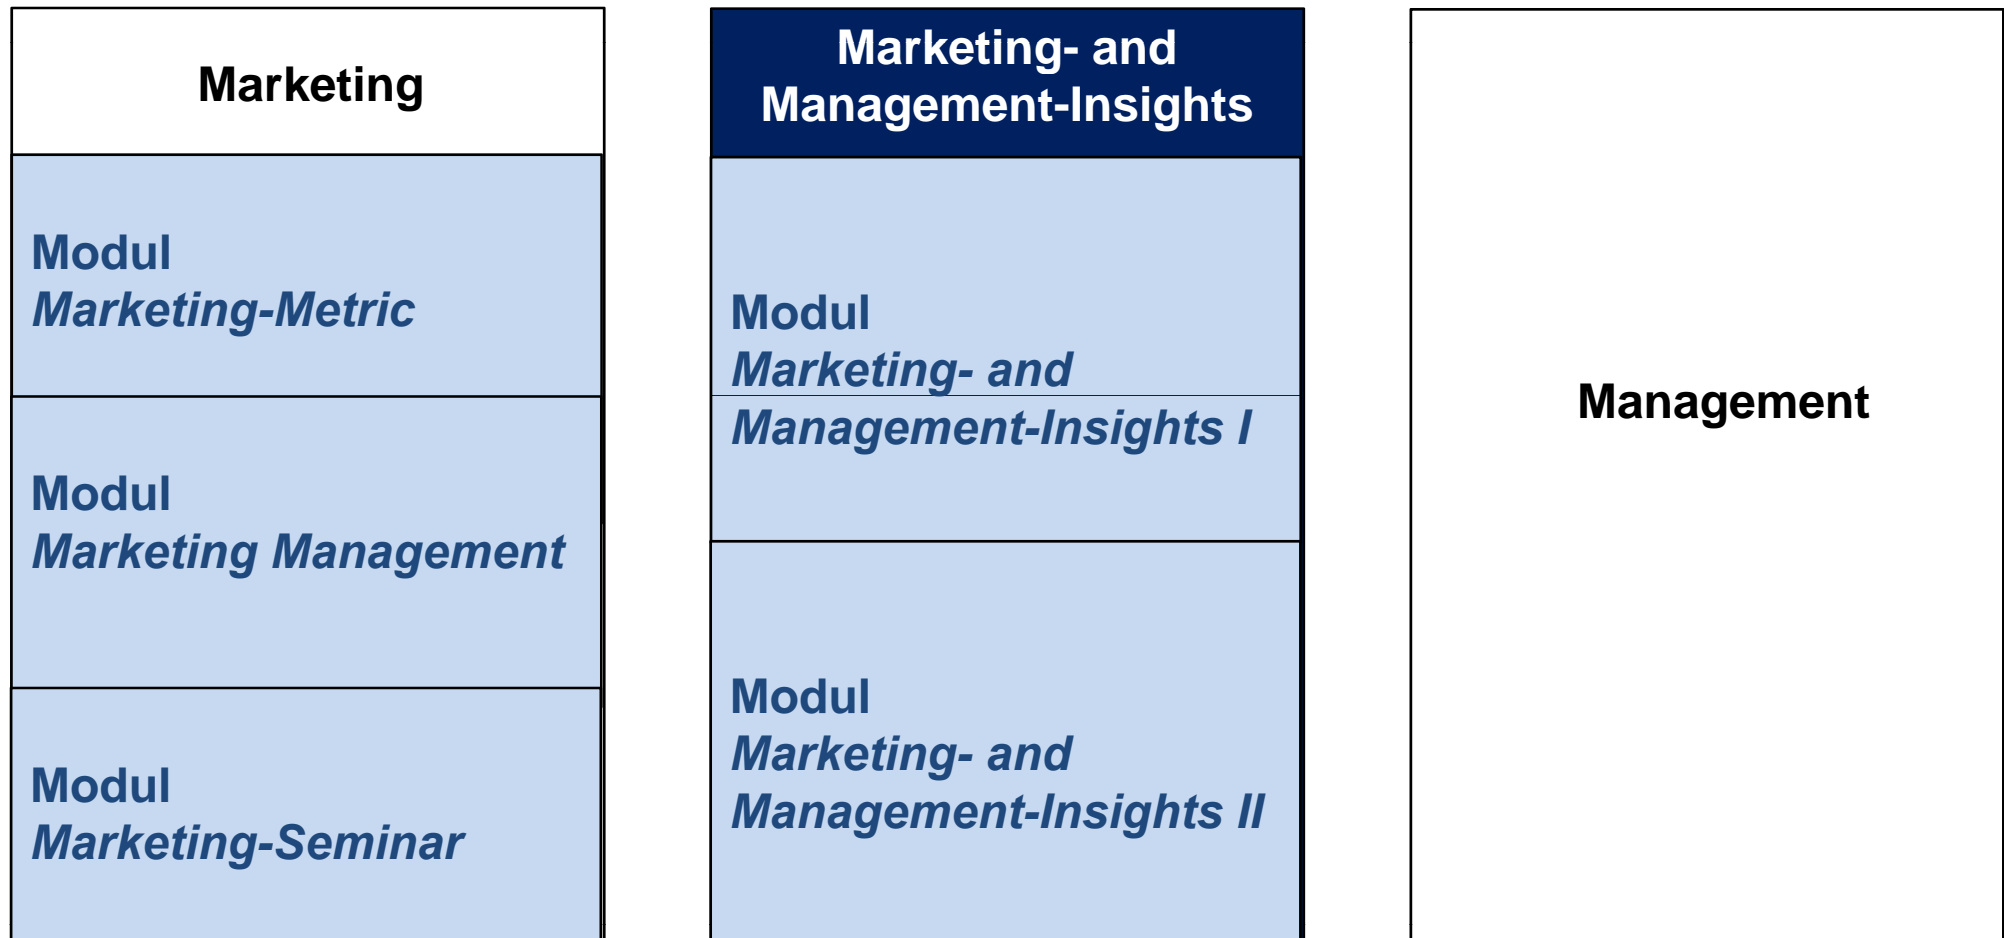 Marketing
Modul
Marketing-Metric
Modul
Marketing Management
Modul
Marketing-Seminar
Marketing- and
Management-Insights
Modul
Marketing- and
Management-Insights I
Modul
Marketing- and
Management-Insights II
Management